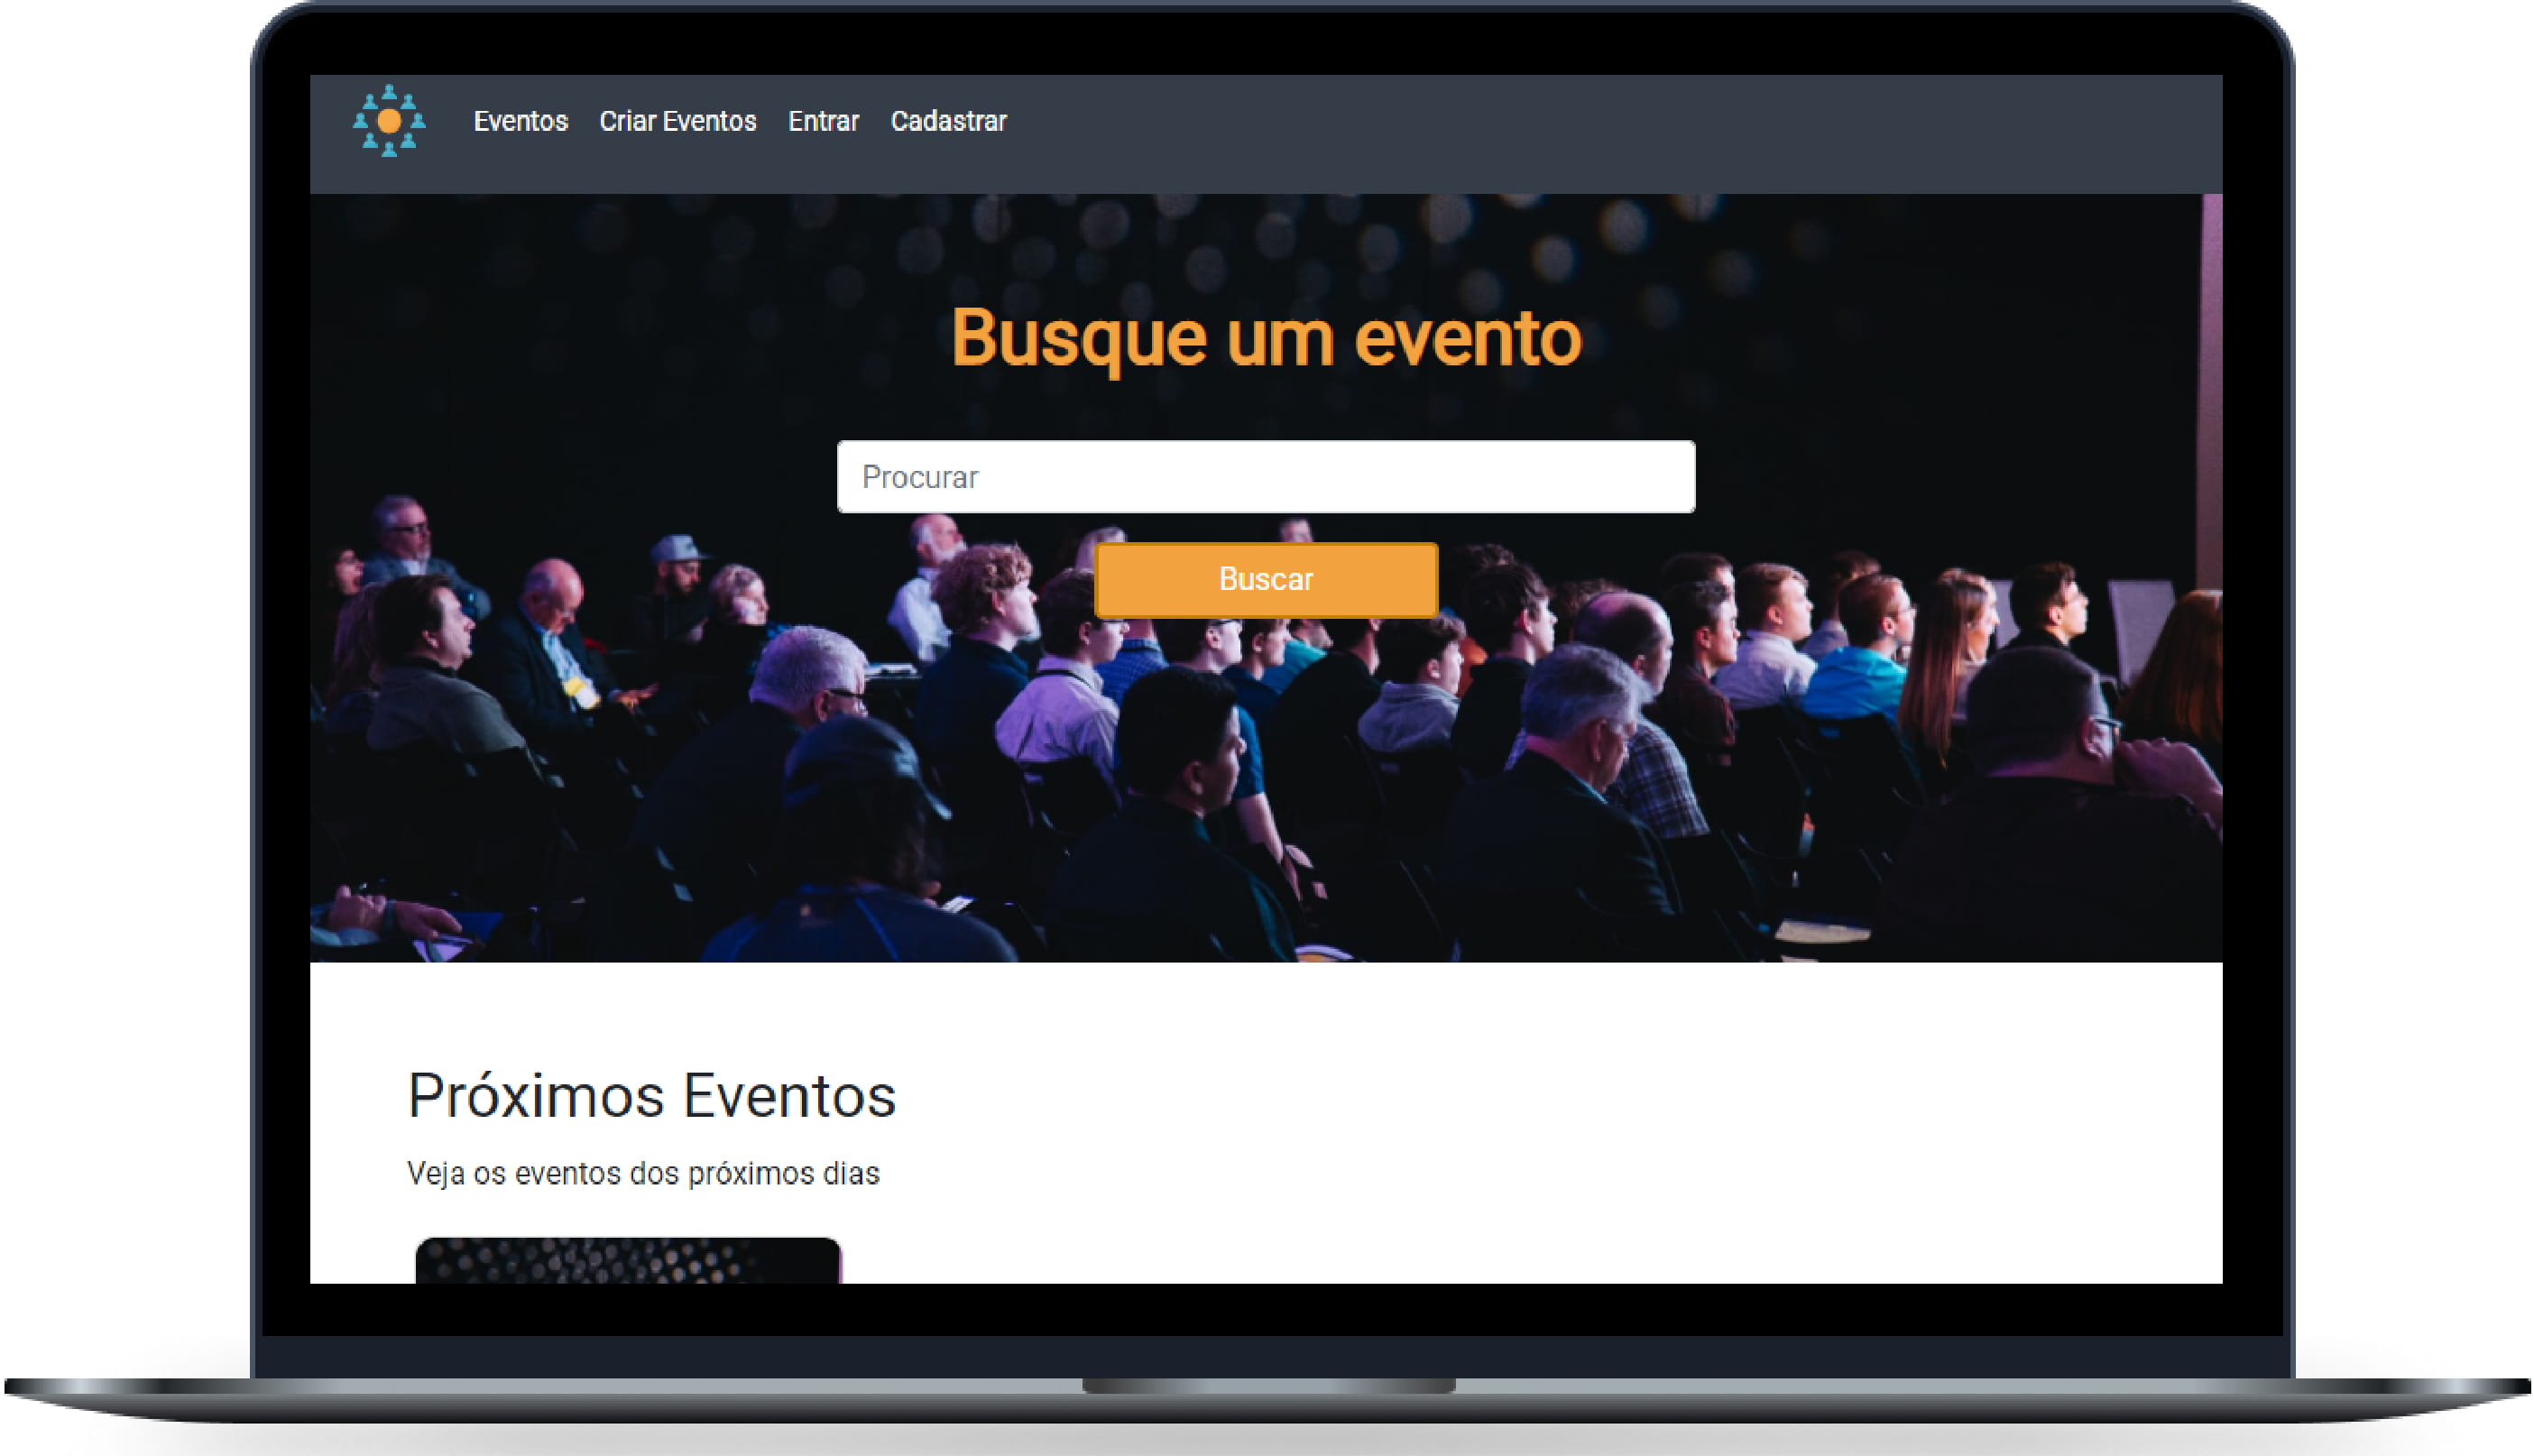 Eventos Criar Eventos Entrar Cadastrar
Busque um evento
Procurar
Buscar
Próximos Eventos
Veja os eventos dos próximos dias